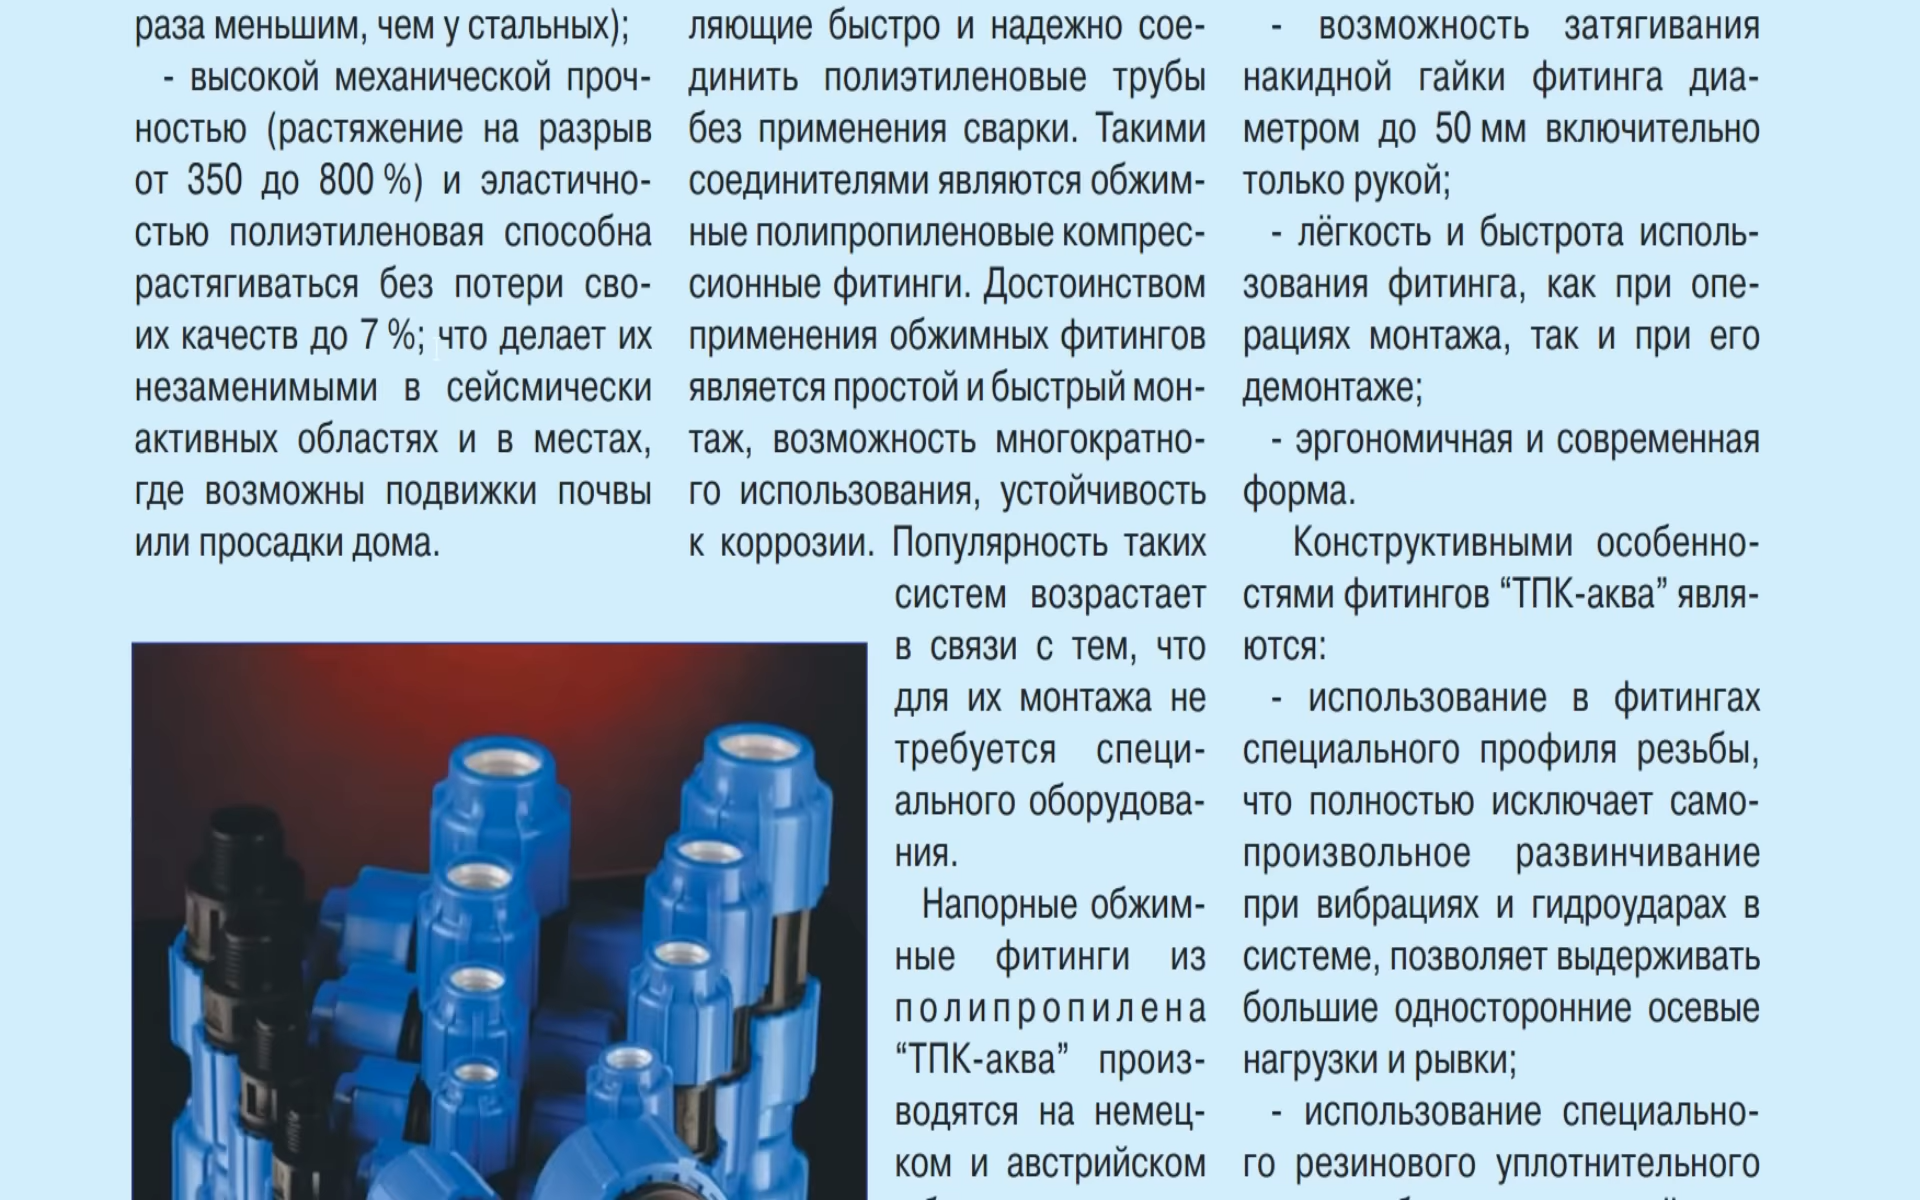 раза меньшим, чем у стальных);
- высокой механической проч-
ностью (растяжение на разрыв
от 350 до 800 %) и эластично-
стью полиэтиленовая способна
растягиваться без потери сво-
их качеств до 7 %; что делает их
незаменимыми в сейсмически
активных областях и в местах,
где возможны подвижки почвы
или просадки дома.
ляющие быстро и надежно сое-
динить полиэтиленовые трубы
без применения сварки. Такими
соединителями являются обжим-
ные полипропиленовые компрес-
сионные фитинги. Достоинством
применения обжимных фитингов
является простой и быстрый мон-
таж, возможность многократно-
го использования, устойчивость
к коррозии. Популярность таких
систем возрастает
в связи с тем, что
для их монтажа не
требуется специ-
ального оборудова-
ния.
Напорные обжим-
ные фитинги из
полипропилена
“ТПК-аква” произ-
водятся на немец-
ком и австрийском
- возможность затягивания
накидной гайки фитинга диа-
метром до 50 мм включительно
только рукой;
- лёгкость и быстрота исполь-
зования фитинга, как при опе-
рациях монтажа, так и при его
демонтаже;
- эргономичная и современная
форма.
Конструктивными особенно-
стями фитингов “ТПК-аква” явля-
ются:
- использование в фитингах
специального профиля резьбы,
что полностью исключает само-
произвольное развинчивание
при вибрациях и гидроударах в
системе, позволяет выдерживать
большие односторонние осевые
нагрузки и рывки;
- использование специально-
го резинового уплотнительного